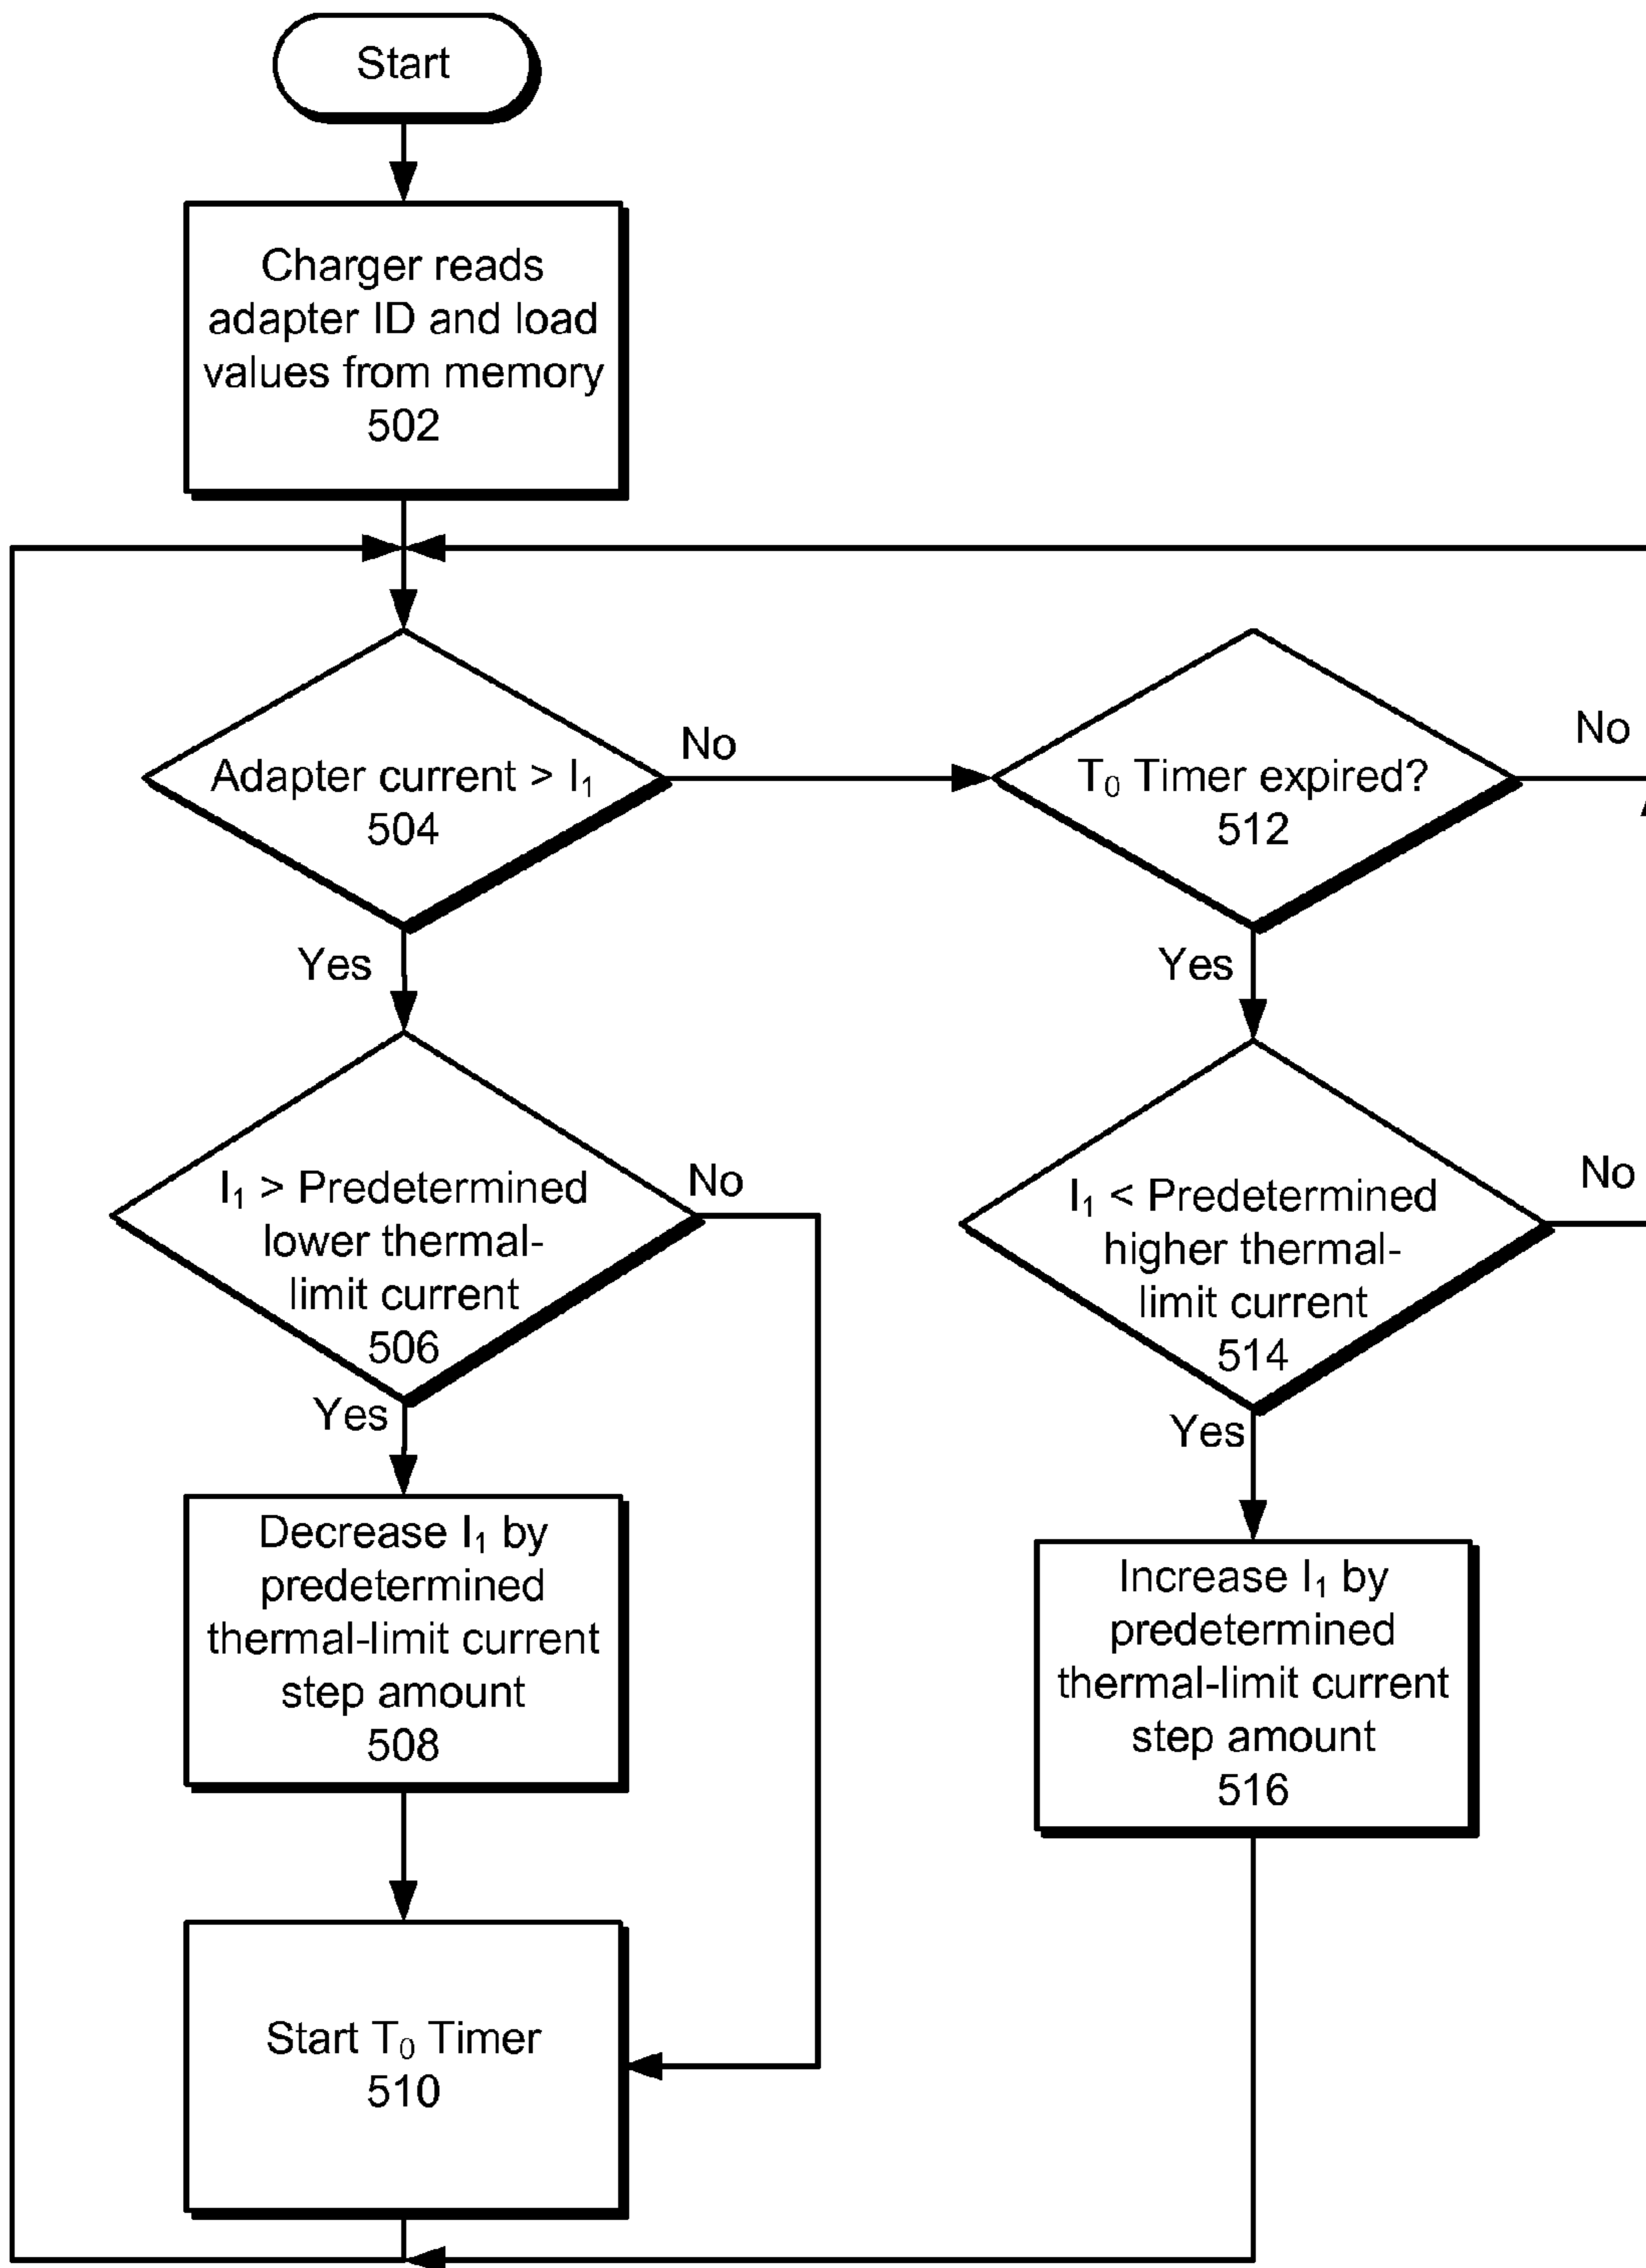 Start
Charger reads
adapter ID and load
values from memory
502
Adapter current > I₁
504
No
Yes
T₀ Timer expired?
512
No
Yes
I₁ > Predetermined
lower thermal-
limit current
506
No
Yes
I₁ < Predetermined
higher thermal-
limit current
514
No
Yes
Decrease I₁ by
predetermined
thermal-limit current
step amount
508
Increase I₁ by
predetermined
thermal-limit current
step amount
516
Start T₀ Timer
510